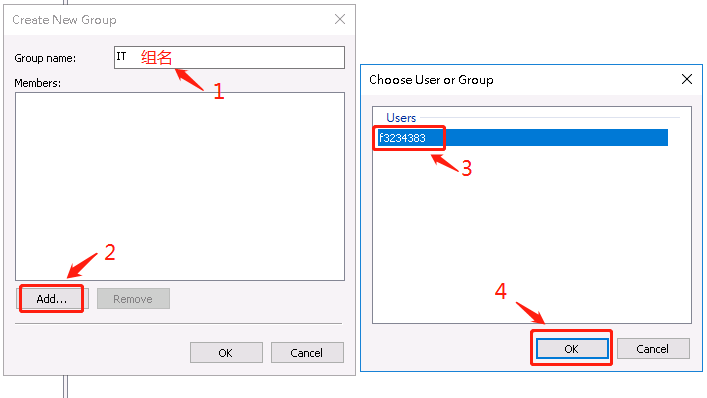 Create New Group
Group name:
IT 组名
1
Members:
2
Add...
Remove
OK
Cancel
Choose User or Group
Users
f3234383
3
4
OK
Cancel